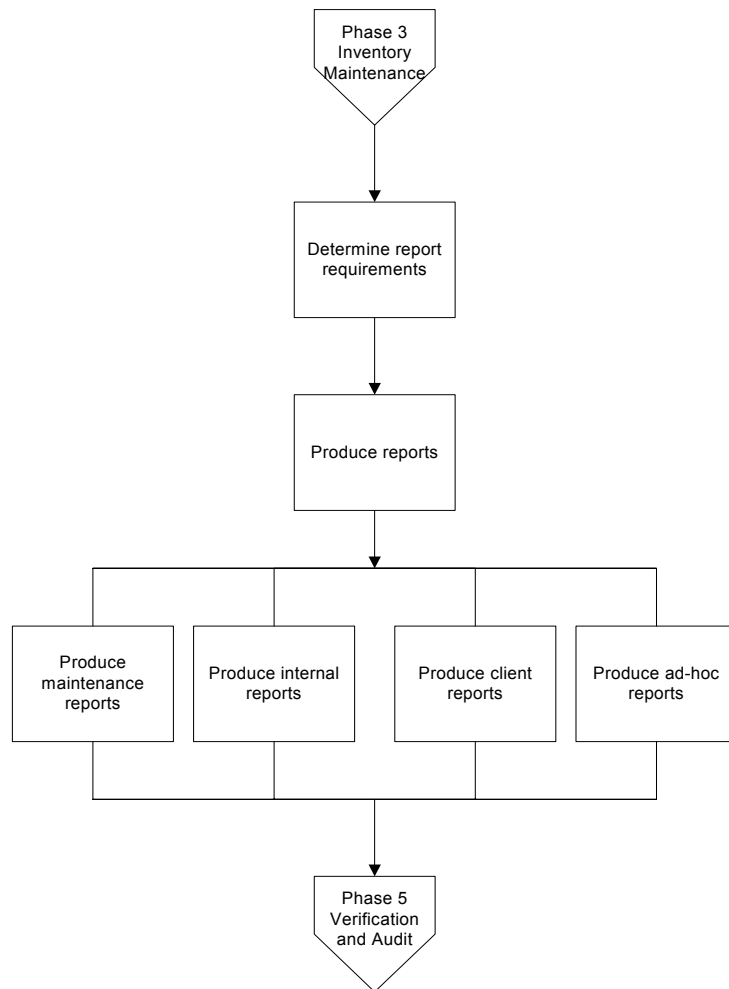 Phase 3
Inventory
Maintenance
Determine report
requirements
Produce reports
Produce
maintenance
reports
Produce internal
reports
Produce client
reports
Produce ad-hoc
reports
Phase 5
Verification
and Audit